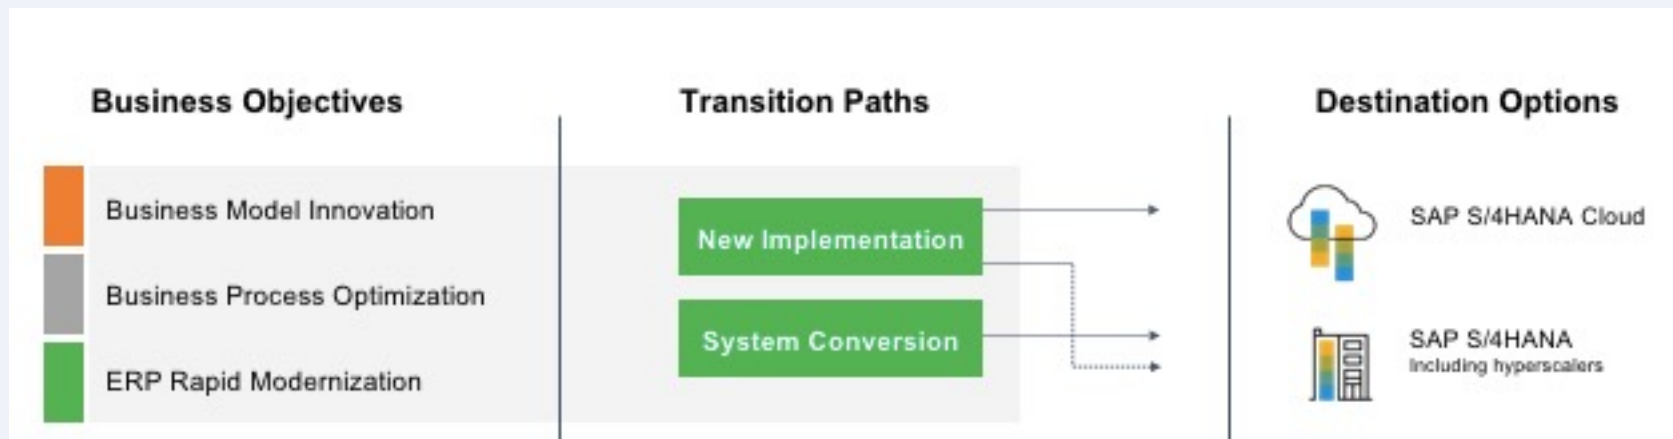 Business Objectives
Transition Paths
Destination Options
Business Model Innovation
Business Process Optimization
ERP Rapid Modernization
New Implementation
System Conversion
SAP S/4HANA Cloud
SAP S/4HANA
Including hyperscalers